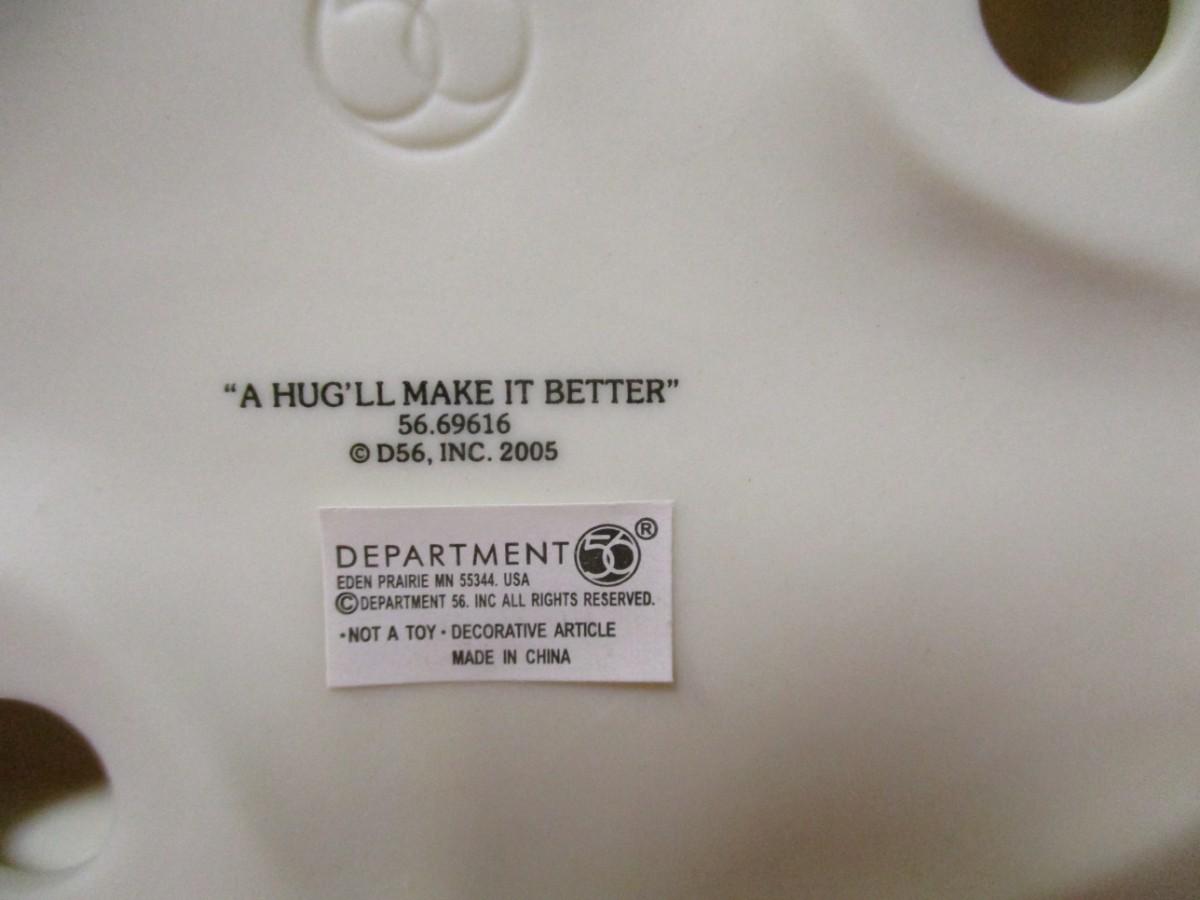 56
“A HUG’LL MAKE IT BETTER”
56.69616
© D56, INC. 2005
DEPARTMENT 56®
EDEN PRAIRIE MN 55344. USA
©DEPARTMENT 56. INC ALL RIGHTS RESERVED.
•NOT A TOY • DECORATIVE ARTICLE
MADE IN CHINA